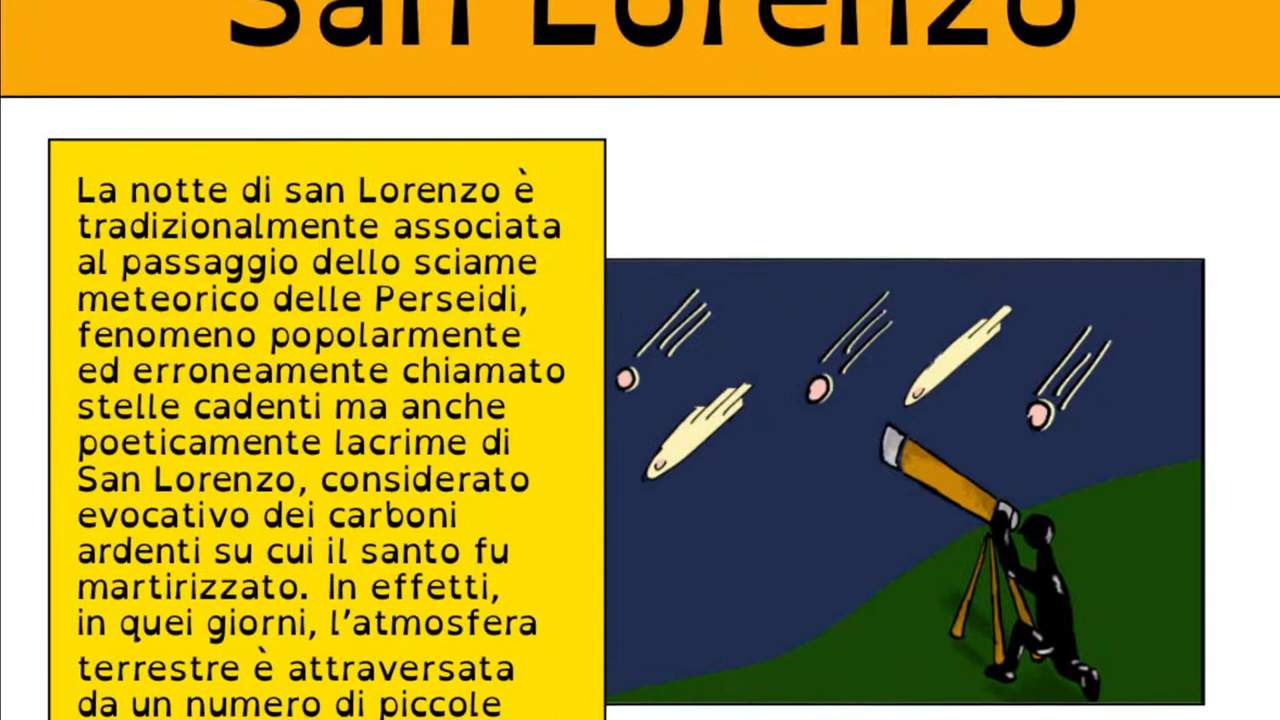 San Lorenzo
La notte di san Lorenzo è
tradizionalmente associata
al passaggio dello sciame
meteorico delle Perseidi,
fenomeno popolarmente
ed erroneamente chiamato
stelle cadenti ma anche
poeticamente lacrime di
San Lorenzo, considerato
evocativo dei carboni
ardenti su cui il santo fu
martirizzato. In effetti,
in quei giorni, l’atmosfera
terrestre è attraversata
da un numero di piccole